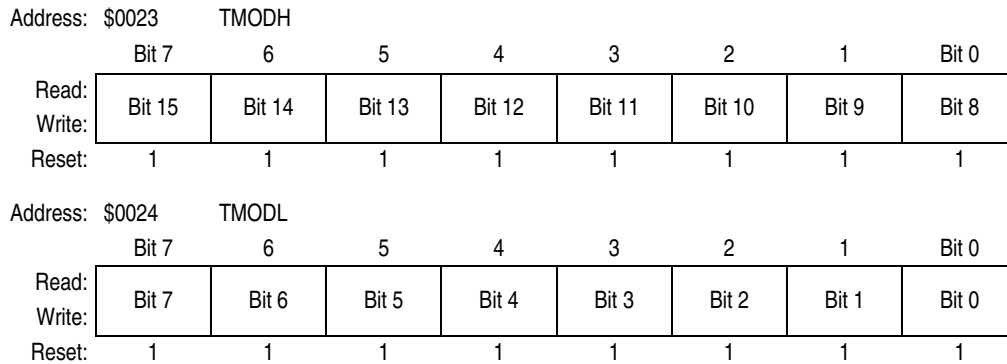 Address: $0023 TMODH
Bit 7 6 5 4 3 2 1 Bit 0
Read:
Bit 15 Bit 14 Bit 13 Bit 12 Bit 11 Bit 10 Bit 9 Bit 8
Write:
Reset: 1 1 1 1 1 1 1 1
Address: $0024 TMODL
Bit 7 6 5 4 3 2 1 Bit 0
Read:
Bit 7 Bit 6 Bit 5 Bit 4 Bit 3 Bit 2 Bit 1 Bit 0
Write:
Reset: 1 1 1 1 1 1 1 1